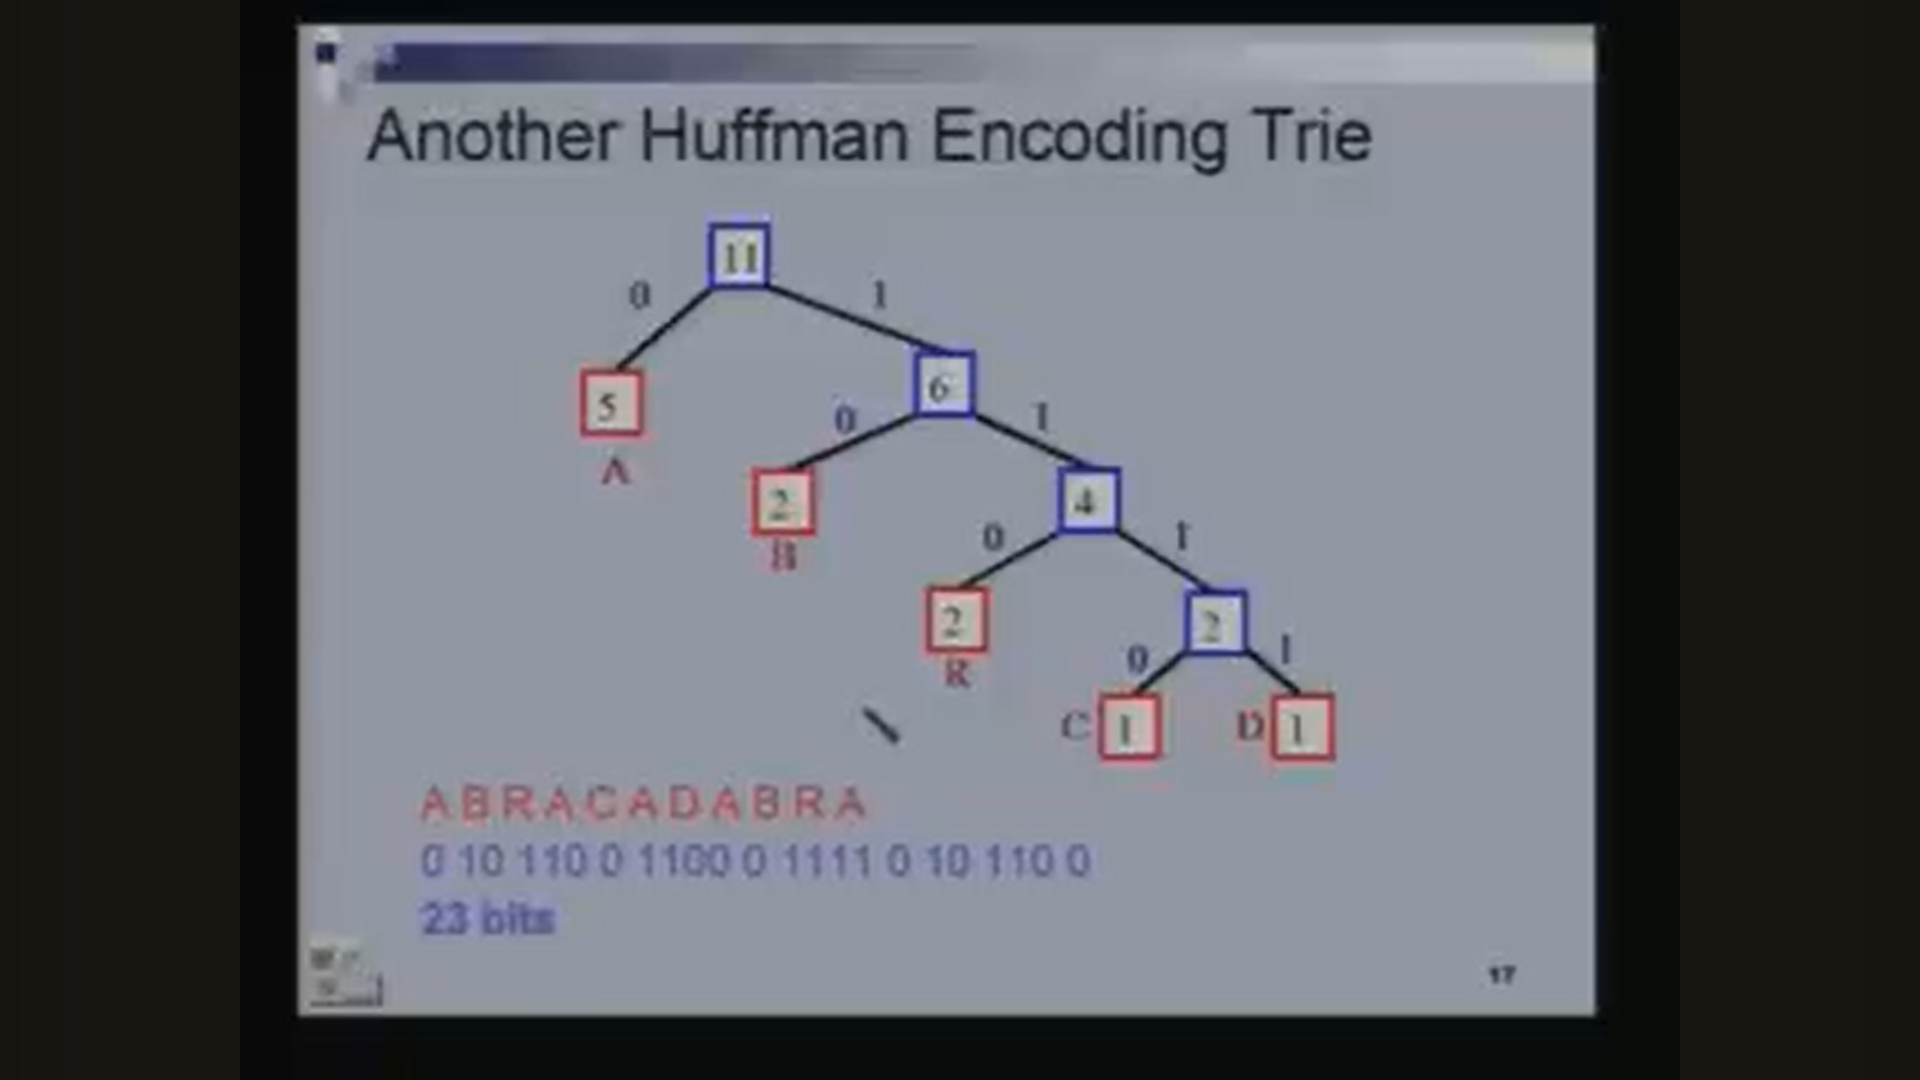 Another Huffman Encoding Trie
11
0 1
5 6
A
0 1
2 4
B
0 1
2 2
R
0 1
C 1 D 1
A B R A C A D A B R A
0 10 110 0 1100 0 1111 0 10 110 0
23 bits
17